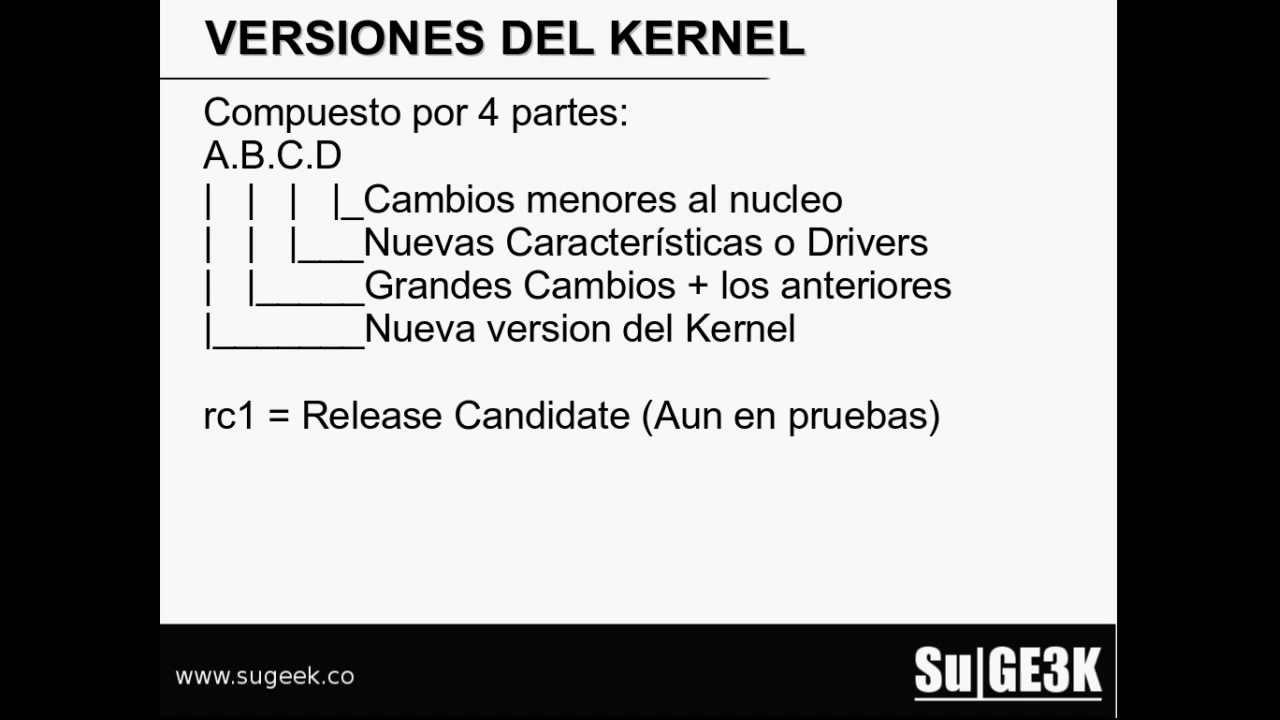 VERSIONES DEL KERNEL
Compuesto por 4 partes:
A.B.C.D
| | | |_Cambios menores al nucleo
| | |___Nuevas Características o Drivers
| |_____Grandes Cambios + los anteriores
|_______Nueva version del Kernel
rc1 = Release Candidate (Aun en pruebas)
www.sugeek.co
Su|GE3K